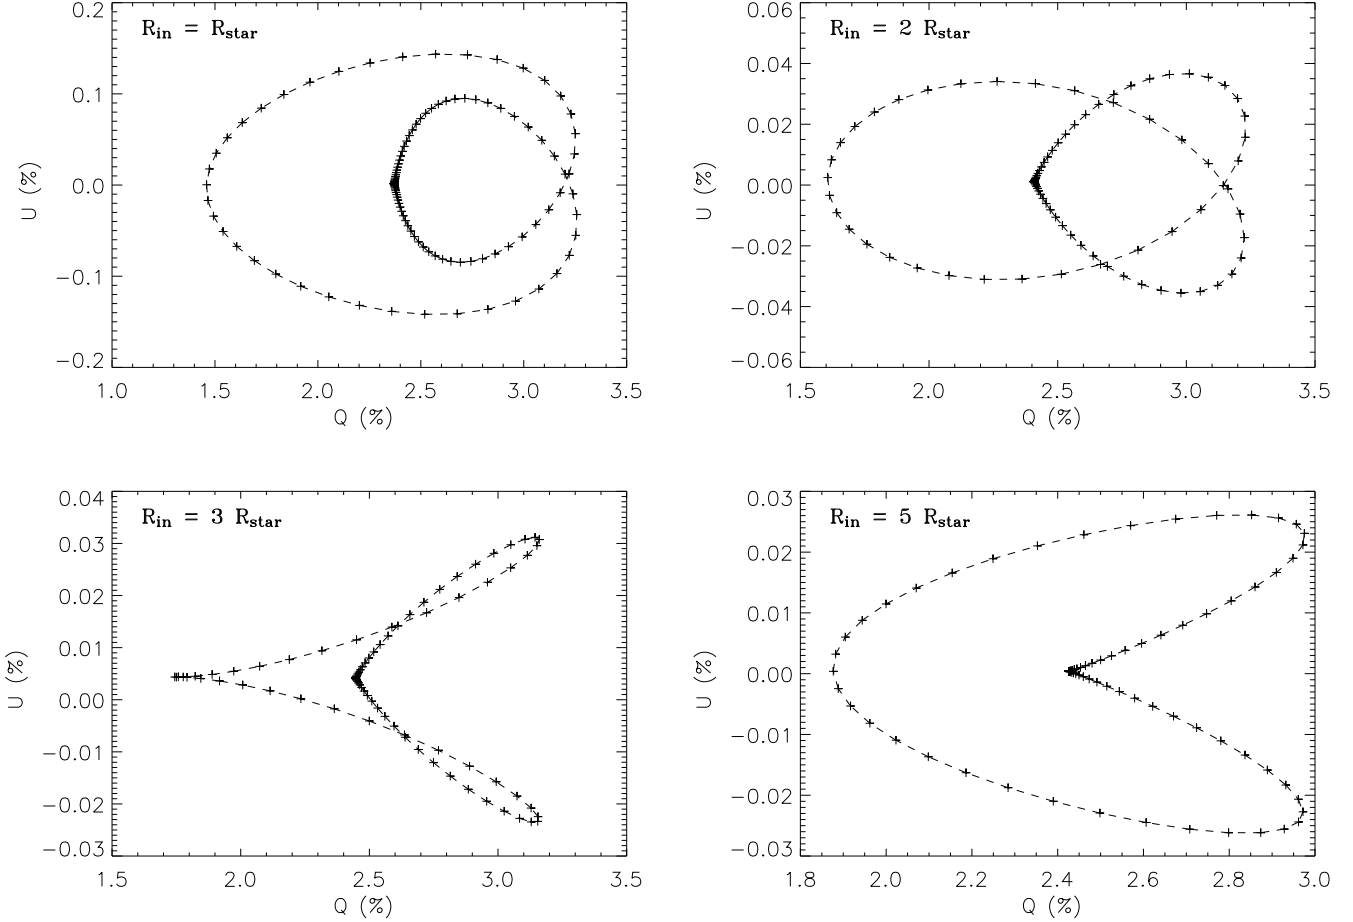 R_in = R_star
0.2
0.1
0.0
−0.1
−0.2
U (%)
1.0 1.5 2.0 2.5 3.0 3.5
Q (%)
R_in = 2 R_star
0.06
0.04
0.02
0.00
−0.02
−0.04
−0.06
U (%)
1.5 2.0 2.5 3.0 3.5
Q (%)
R_in = 3 R_star
0.04
0.03
0.02
0.01
0.00
−0.01
−0.02
−0.03
U (%)
1.5 2.0 2.5 3.0 3.5
Q (%)
R_in = 5 R_star
0.03
0.02
0.01
0.00
−0.01
−0.02
−0.03
U (%)
1.8 2.0 2.2 2.4 2.6 2.8 3.0
Q (%)